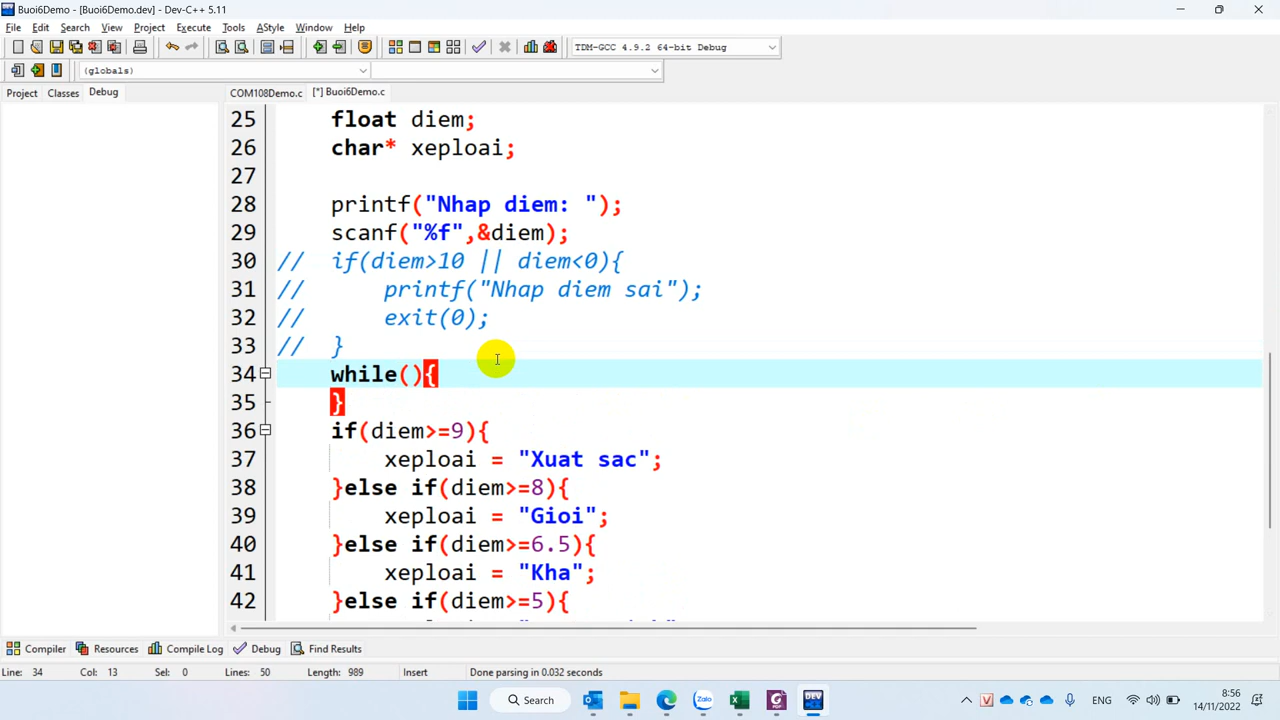 Buoi6Demo - [Buoi6Demo.dev] - Dev-C++ 5.11
File Edit Search View Project Execute Tools AStyle Window Help
TDM-GCC 4.9.2 64-bit Debug
(globals)
Project Classes Debug COM108Demo.c [*] Buoi6Demo.c
25 float diem;
26 char* xeploai;
27
28 printf("Nhap diem: ");
29 scanf("%f",&diem);
30 // if(diem>10 || diem<0){
31 // printf("Nhap diem sai");
32 // exit(0);
33 // }
34 while(){
35 }
36 if(diem>=9){
37 xeploai = "Xuat sac";
38 }else if(diem>=8){
39 xeploai = "Gioi";
40 }else if(diem>=6.5){
41 xeploai = "Kha";
42 }else if(diem>=5){
Compiler Resources Compile Log Debug Find Results
Line: 34 Col: 13 Sel: 0 Lines: 50 Length: 989 Insert Done parsing in 0.032 seconds
Search Zalo PDF DEV ENG 8:56
14/11/2022